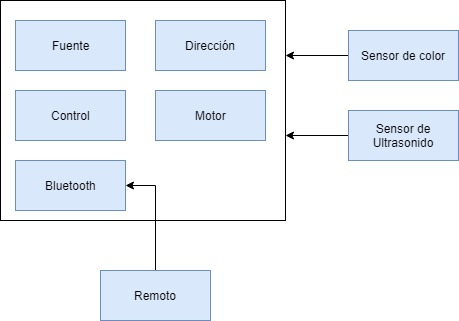 Fuente
Dirección
Sensor de color
Control
Motor
Sensor de
Ultrasonido
Bluetooth
Remoto